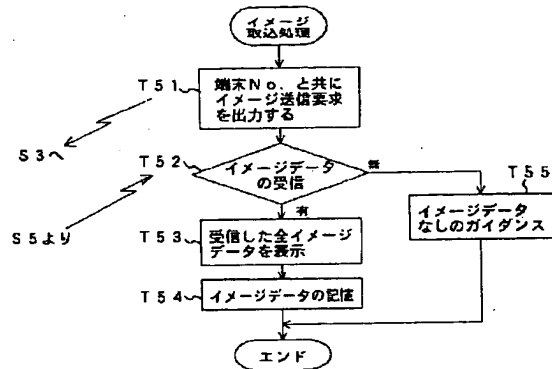 イメージ
取込処理
T51
端末No.と共に
イメージ送信要求
を出力する
S3へ
T52
イメージデータ
の受信
無
T55
イメージデータ
なしのガイダンス
有
S5より
T53
受信した全イメージ
データを表示
T54
イメージデータの記憶
エンド